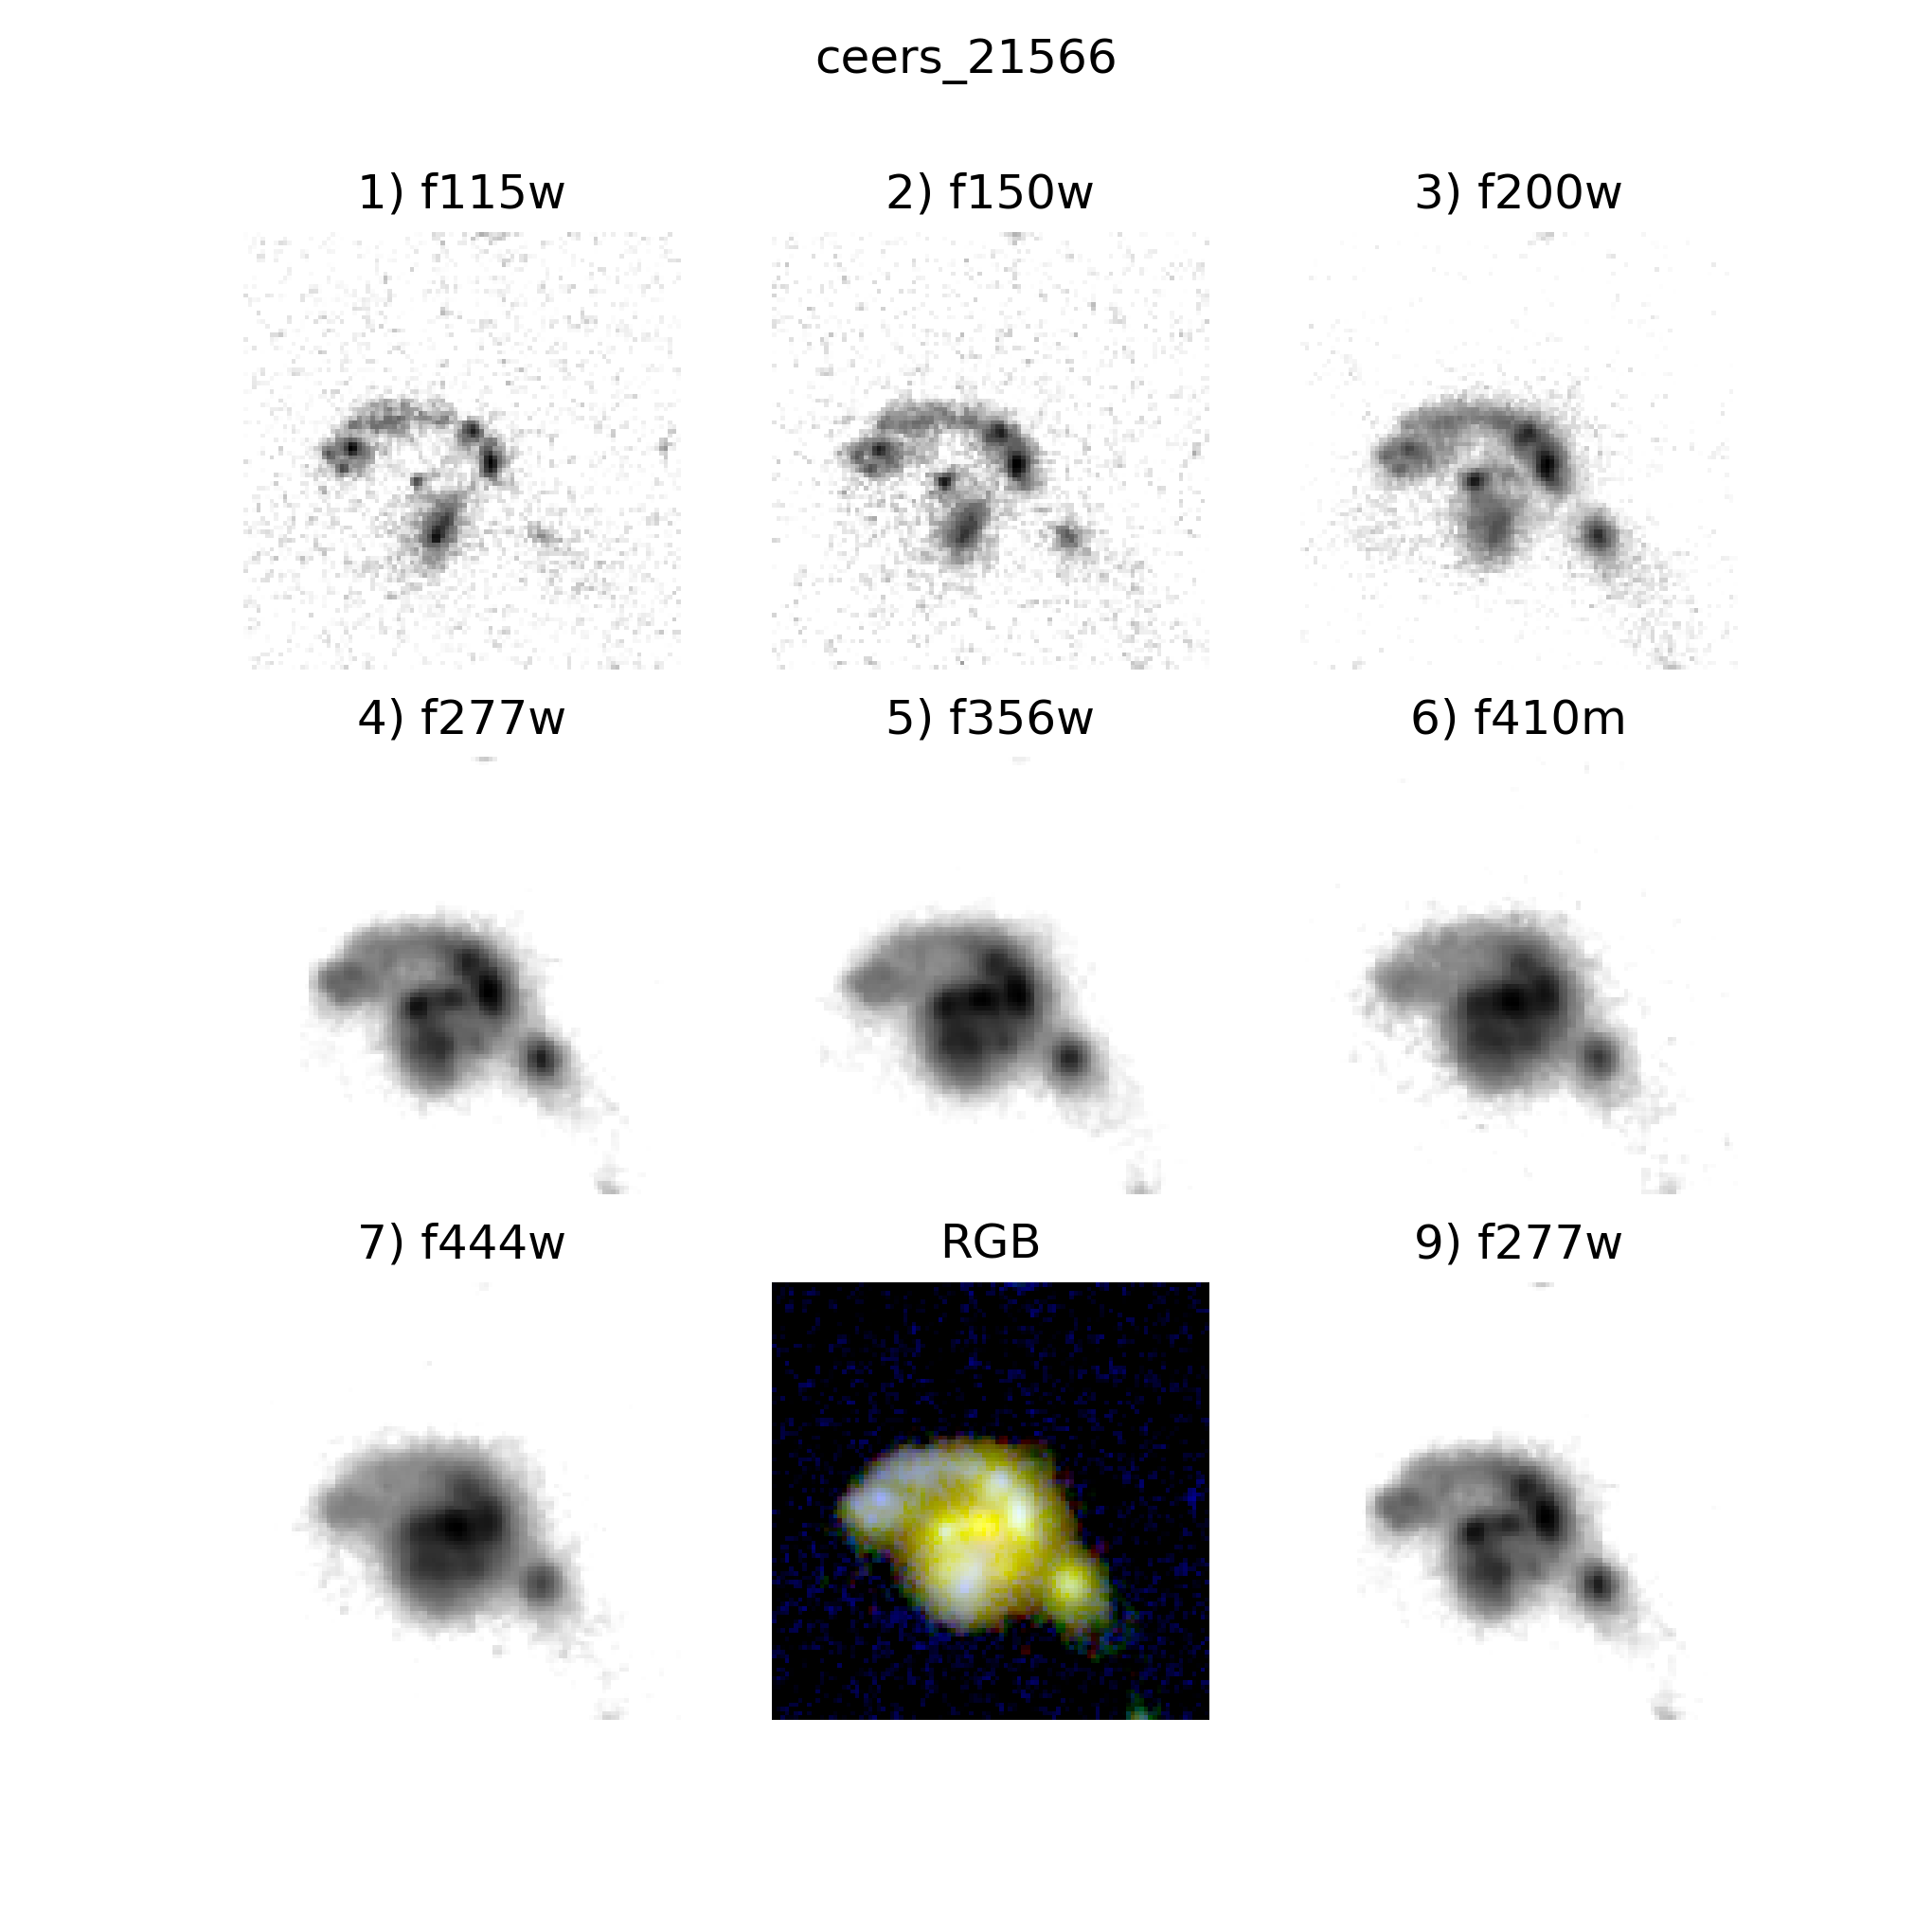 ceers_21566
1) f115w
2) f150w
3) f200w
4) f277w
5) f356w
6) f410m
7) f444w
RGB
9) f277w